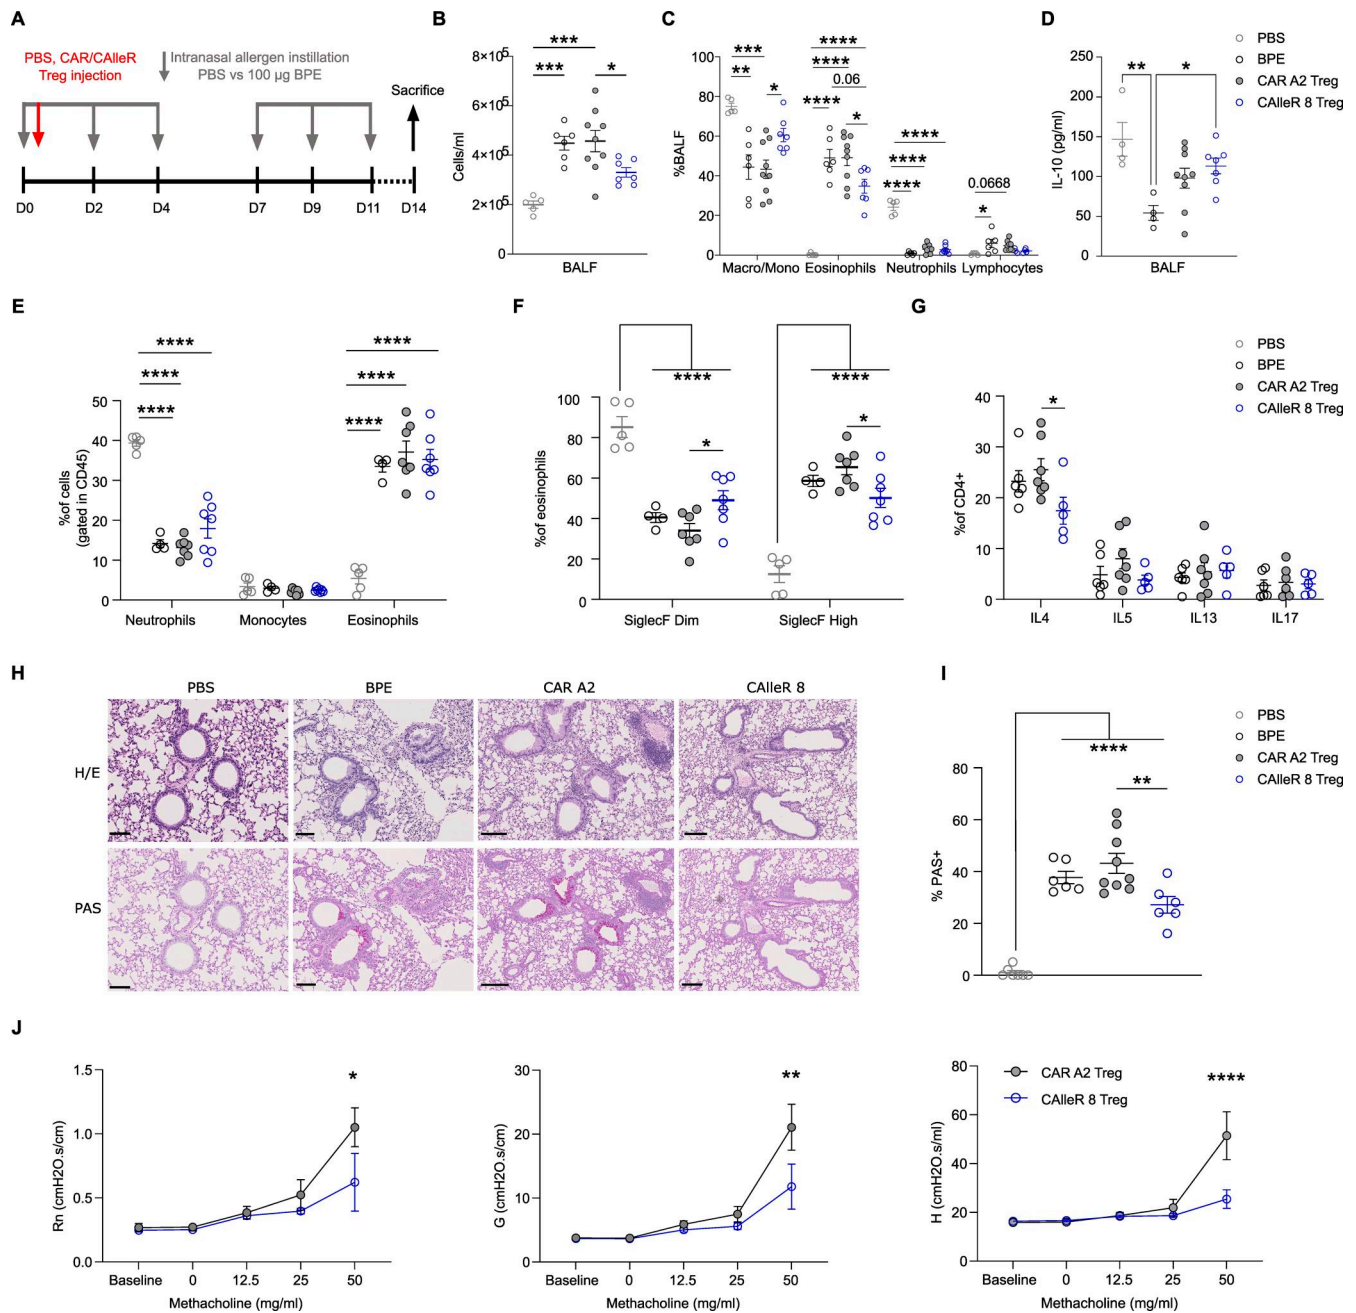 A
PBS, CAR/CAlleR
Treg injection
Intranasal allergen instillation
PBS vs 100 µg BPE
Sacrifice
D0
D2
D4
D7
D9
D11
D14
B
Cells/ml
8×10⁵
6×10⁵
4×10⁵
2×10⁵
0
***
***
*
BALF
C
%BALF
100
80
60
40
20
0
***
**
*
****
****
0.06
****
*
****
****
****
0.0668
*
Macro/Mono
Eosinophils
Neutrophils
Lymphocytes
D
IL-10 (pg/ml)
250
200
150
100
50
0
**
*
BALF
PBS
BPE
CAR A2 Treg
CAlleR 8 Treg
E
%of cells
(gated in CD45)
50
40
30
20
10
0
****
****
****
****
****
****
Neutrophils
Monocytes
Eosinophils
F
%of eosinophils
100
80
60
40
20
0
****
*
****
*
SiglecF Dim
SiglecF High
G
%of CD4+
40
30
20
10
0
*
IL4
IL5
IL13
IL17
PBS
BPE
CAR A2 Treg
CAlleR 8 Treg
H
PBS
BPE
CAR A2
CAlleR 8
H/E
PAS
I
% PAS+
80
60
40
20
0
****
**
PBS
BPE
CAR A2 Treg
CAlleR 8 Treg
J
Rn (cmH2O.s/cm)
1.5
1.0
0.5
0.0
*
Baseline
0
12.5
25
50
Methacholine (mg/ml)
G (cmH2O.s/cm)
30
20
10
0
**
Baseline
0
12.5
25
50
Methacholine (mg/ml)
H (cmH2O.s/ml)
80
60
40
20
0
CAR A2 Treg
CAlleR 8 Treg
****
Baseline
0
12.5
25
50
Methacholine (mg/ml)